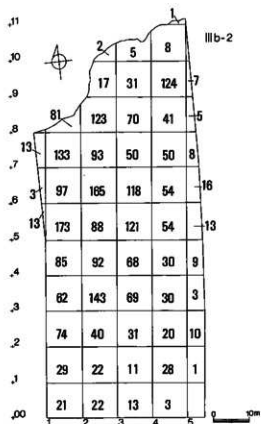 ,11 1 IIIb-2
2 5 8
,10
17 31 124 7
,9
81 123 70 41 5
,8
13 133 93 50 50 8
,7
3 97 165 118 54 16
,6
13 173 88 121 54 13
,5
85 92 68 30 9
,4
62 143 69 30 3
,3
74 40 31 20 10
,2
29 22 11 28 1
,1
21 22 13 3
,00
1 2 3 4 5 0 10m